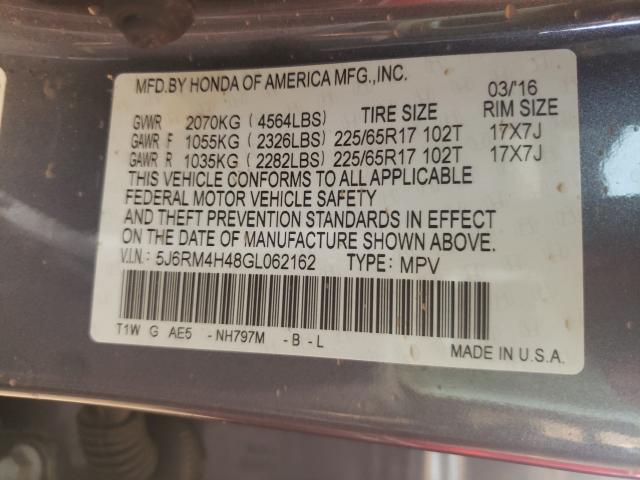 MFD.BY HONDA OF AMERICA MFG.,INC. 03/'16
GVWR 2070KG (4564LBS) TIRE SIZE RIM SIZE
GAWR F 1055KG (2326LBS) 225/65R17 102T 17X7J
GAWR R 1035KG (2282LBS) 225/65R17 102T 17X7J
THIS VEHICLE CONFORMS TO ALL APPLICABLE
FEDERAL MOTOR VEHICLE SAFETY
AND THEFT PREVENTION STANDARDS IN EFFECT
ON THE DATE OF MANUFACTURE SHOWN ABOVE.
V.I.N.: 5J6RM4H48GL062162 TYPE: MPV
T1W G AE5 -NH797M -B -L
MADE IN U.S.A.